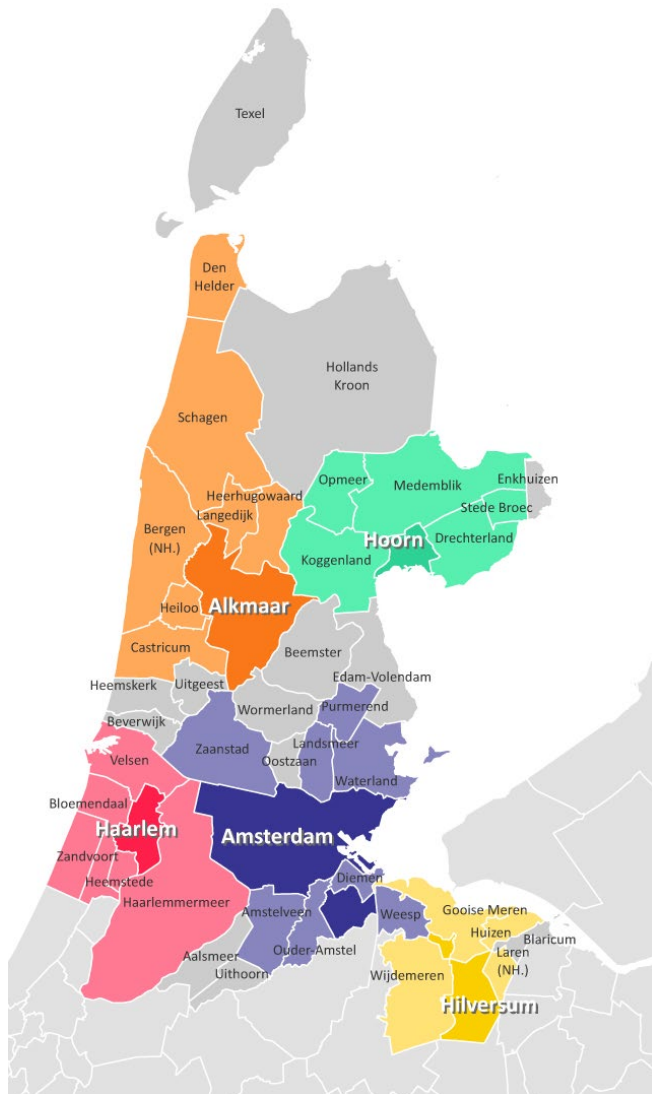 Texel
Den
Helder
Hollands
Kroon
Schagen
Opmeer
Medemblik
Enkhuizen
Heerhugowaard
Langedijk
Stede Broec
Bergen
(NH.)
Hoorn
Drechterland
Koggenland
Heiloo
Alkmaar
Castricum
Beemster
Edam-Volendam
Heemskerk
Uitgeest
Wormerland
Purmerend
Beverwijk
Zaanstad
Landsmeer
Oostzaan
Velsen
Waterland
Bloemendaal
Haarlem
Amsterdam
Zandvoort
Heemstede
Diemen
Haarlemmermeer
Amstelveen
Weesp
Gooise Meren
Huizen
Blaricum
Ouder-Amstel
Aalsmeer
Laren
(NH.)
Uithoorn
Wijdemeren
Hilversum